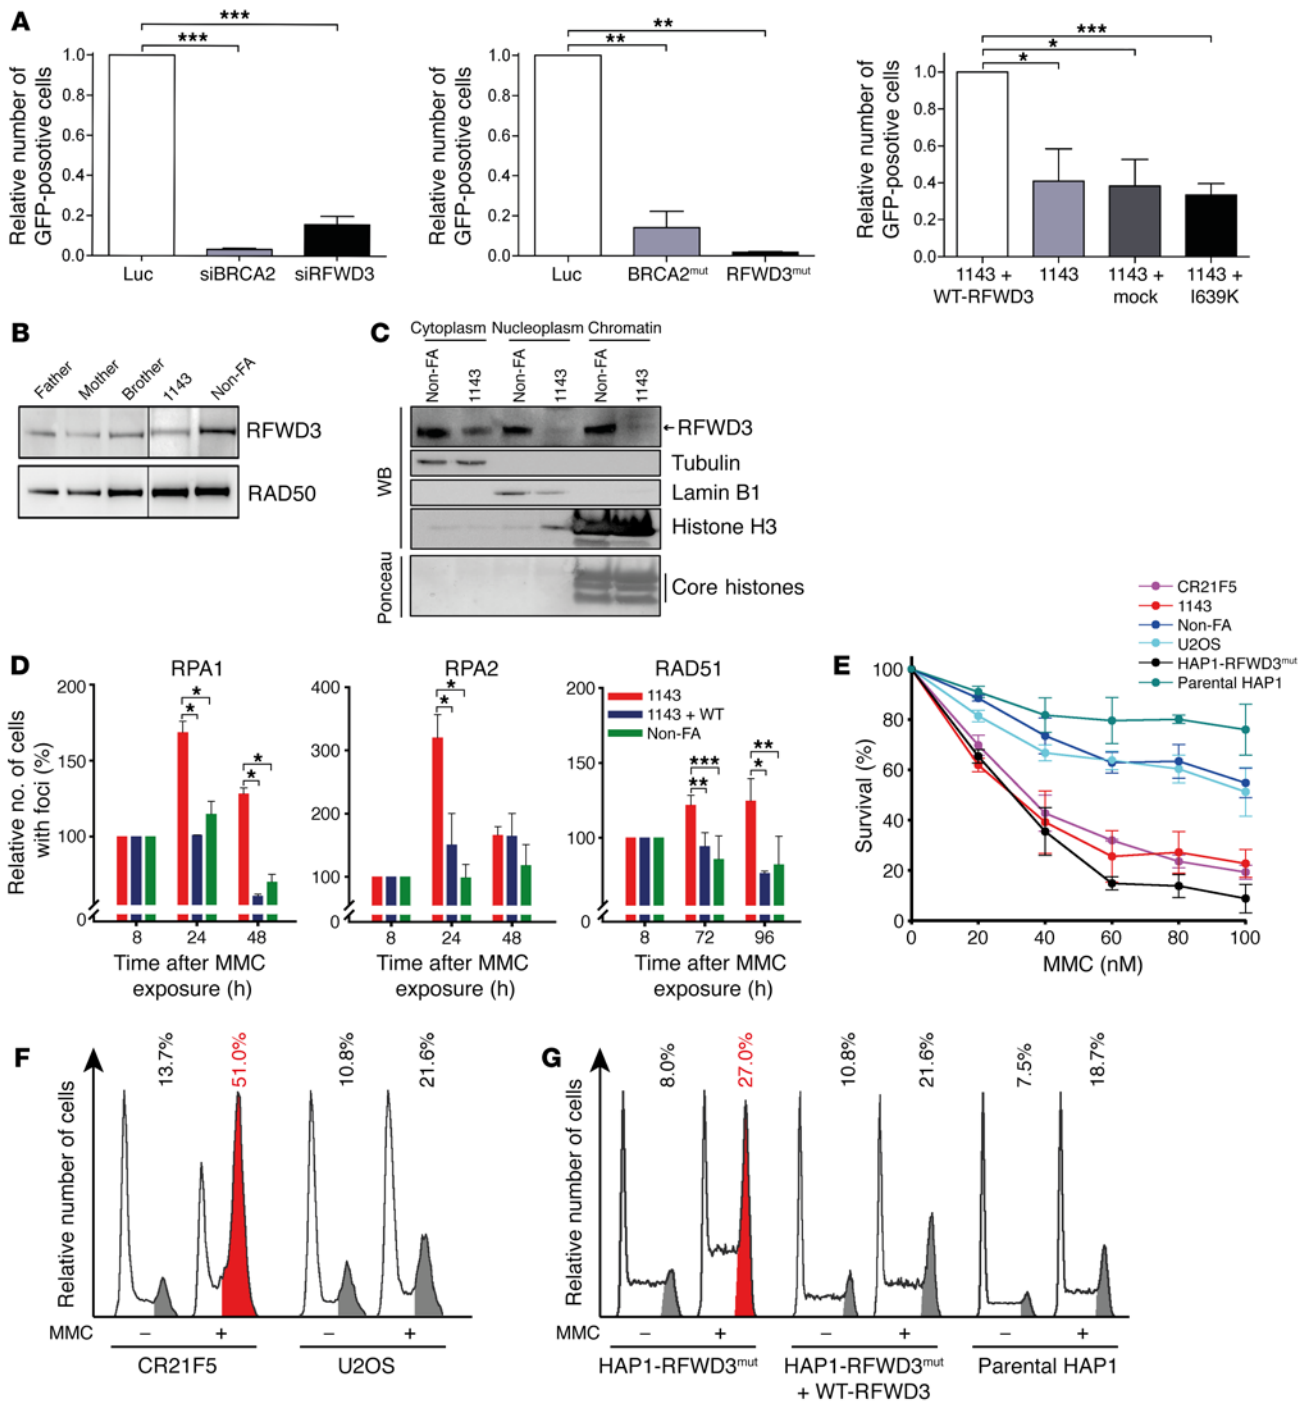 A
Relative number of
GFP-posotive cells
1.0
0.8
0.6
0.4
0.2
0.0
***
***
Luc
siBRCA2
siRFWD3
Relative number of
GFP-posotive cells
1.0
0.8
0.6
0.4
0.2
0.0
**
**
Luc
BRCA2mut
RFWD3mut
Relative number of
GFP-posotive cells
1.0
0.8
0.6
0.4
0.2
0.0
***
*
*
1143 +
WT-RFWD3
1143
1143 +
mock
1143 +
I639K
B
Father
Mother
Brother
1143
Non-FA
RFWD3
RAD50
C
Cytoplasm Nucleoplasm Chromatin
Non-FA
1143
Non-FA
1143
Non-FA
1143
WB
←RFWD3
Tubulin
Lamin B1
Histone H3
Ponceau
Core histones
D
Relative no. of cells
with foci (%)
RPA1
200
150
100
0
*
*
*
*
8
24
48
Time after MMC
exposure (h)
RPA2
400
300
200
100
0
*
*
8
24
48
Time after MMC
exposure (h)
RAD51
200
150
100
0
1143
1143 + WT
Non-FA
***
**
**
*
8
72
96
Time after MMC
exposure (h)
E
CR21F5
1143
Non-FA
U2OS
HAP1-RFWD3mut
Parental HAP1
Survival (%)
100
80
60
40
20
0
0
20
40
60
80
100
MMC (nM)
F
Relative number of cells
13.7%
51.0%
10.8%
21.6%
MMC
–
+
–
+
CR21F5
U2OS
G
Relative number of cells
8.0%
27.0%
10.8%
21.6%
7.5%
18.7%
MMC
–
+
–
+
–
+
HAP1-RFWD3mut
HAP1-RFWD3mut
+ WT-RFWD3
Parental HAP1